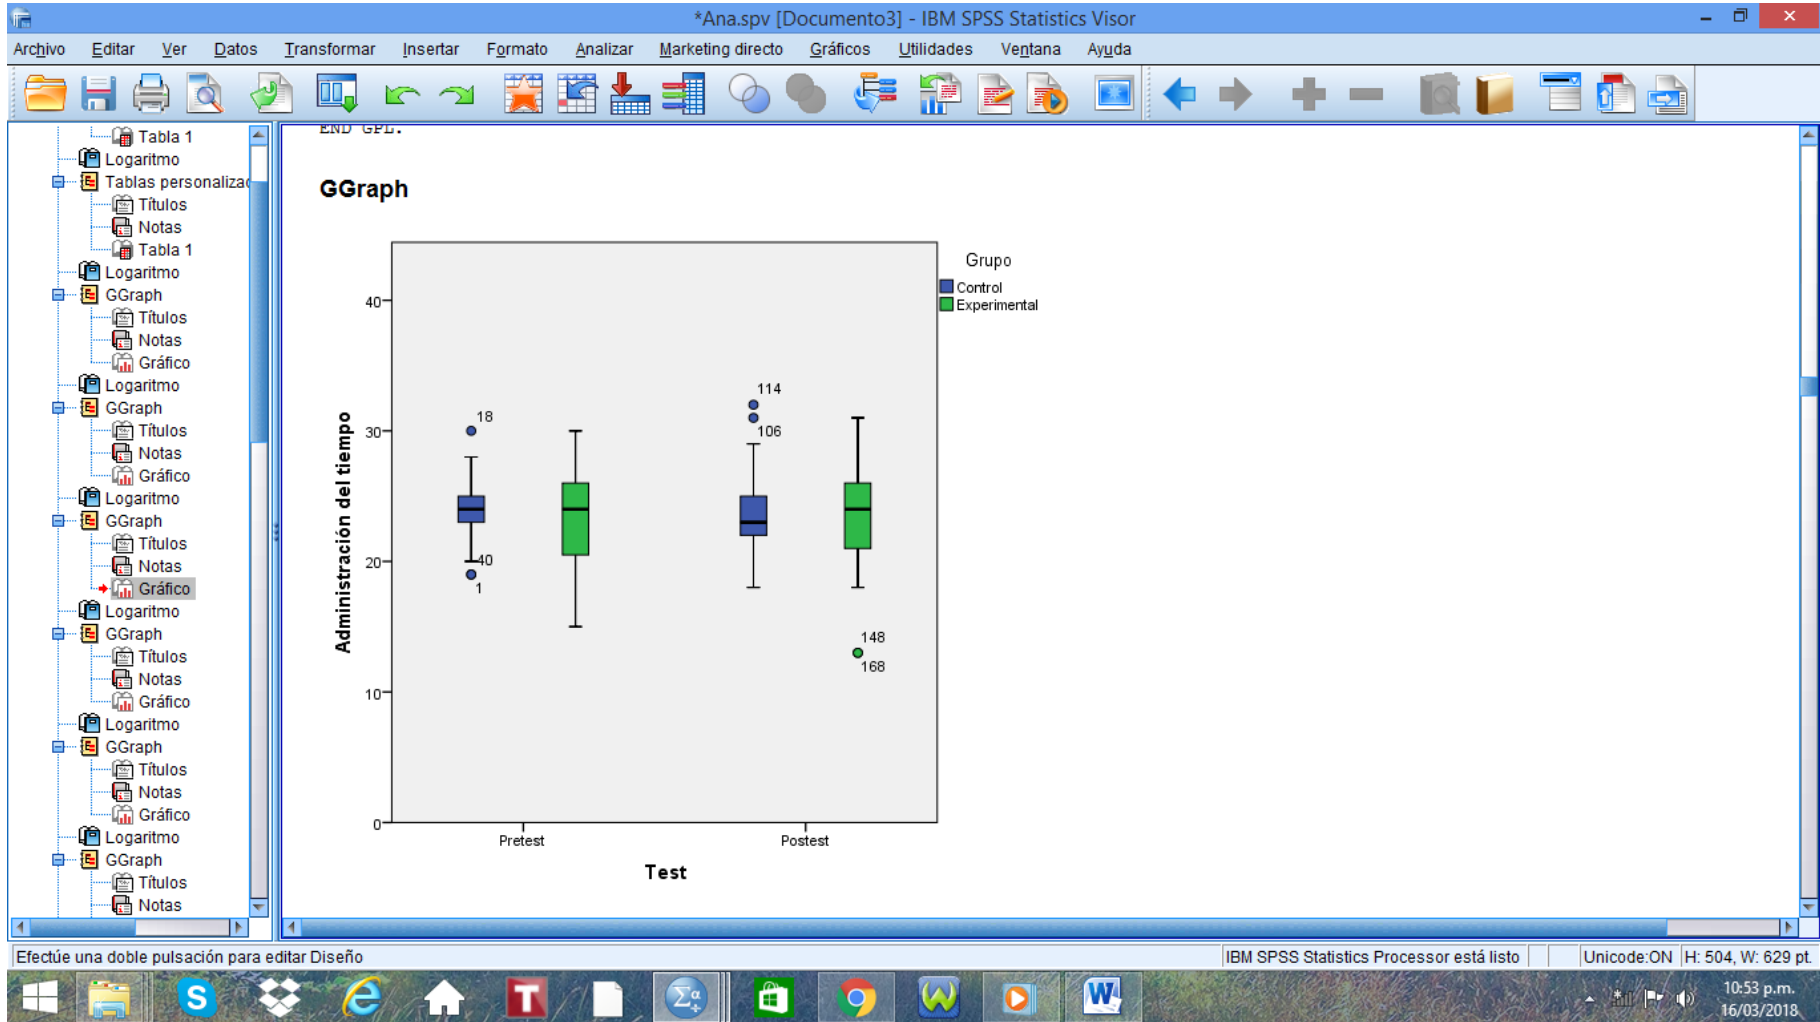 *Ana.spv [Documento3] - IBM SPSS Statistics Visor
Archivo Editar Ver Datos Transformar Insertar Formato Analizar Marketing directo Gráficos Utilidades Ventana Ayuda
Tabla 1
Logaritmo
Tablas personalizad
Títulos
Notas
Tabla 1
Logaritmo
GGraph
Títulos
Notas
Gráfico
Logaritmo
GGraph
Títulos
Notas
Gráfico
Logaritmo
GGraph
Títulos
Notas
Gráfico
Logaritmo
GGraph
Títulos
Notas
Gráfico
Logaritmo
GGraph
Títulos
Notas
Gráfico
Logaritmo
GGraph
Títulos
Notas
END GPL.
GGraph
Grupo
Control
Experimental
Administración del tiempo
40
30
20
10
0
18
40
1
114
106
148
168
Pretest
Postest
Test
Efectúe una doble pulsación para editar Diseño
IBM SPSS Statistics Processor está listo
Unicode:ON
H: 504, W: 629 pt.
10:53 p.m.
16/03/2018